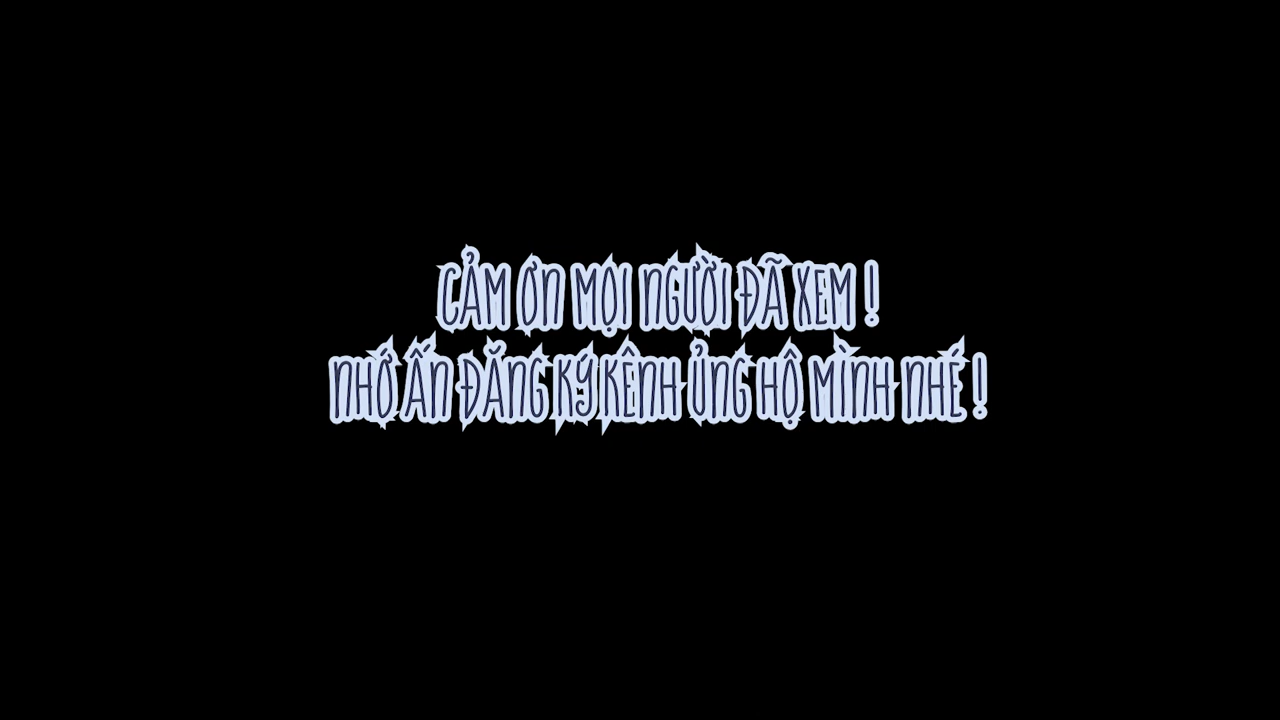 CẢM ƠN MỌI NGƯỜI ĐÃ XEM !
NHỚ ẤN ĐĂNG KÝ KÊNH ỦNG HỘ MÌNH NHÉ !